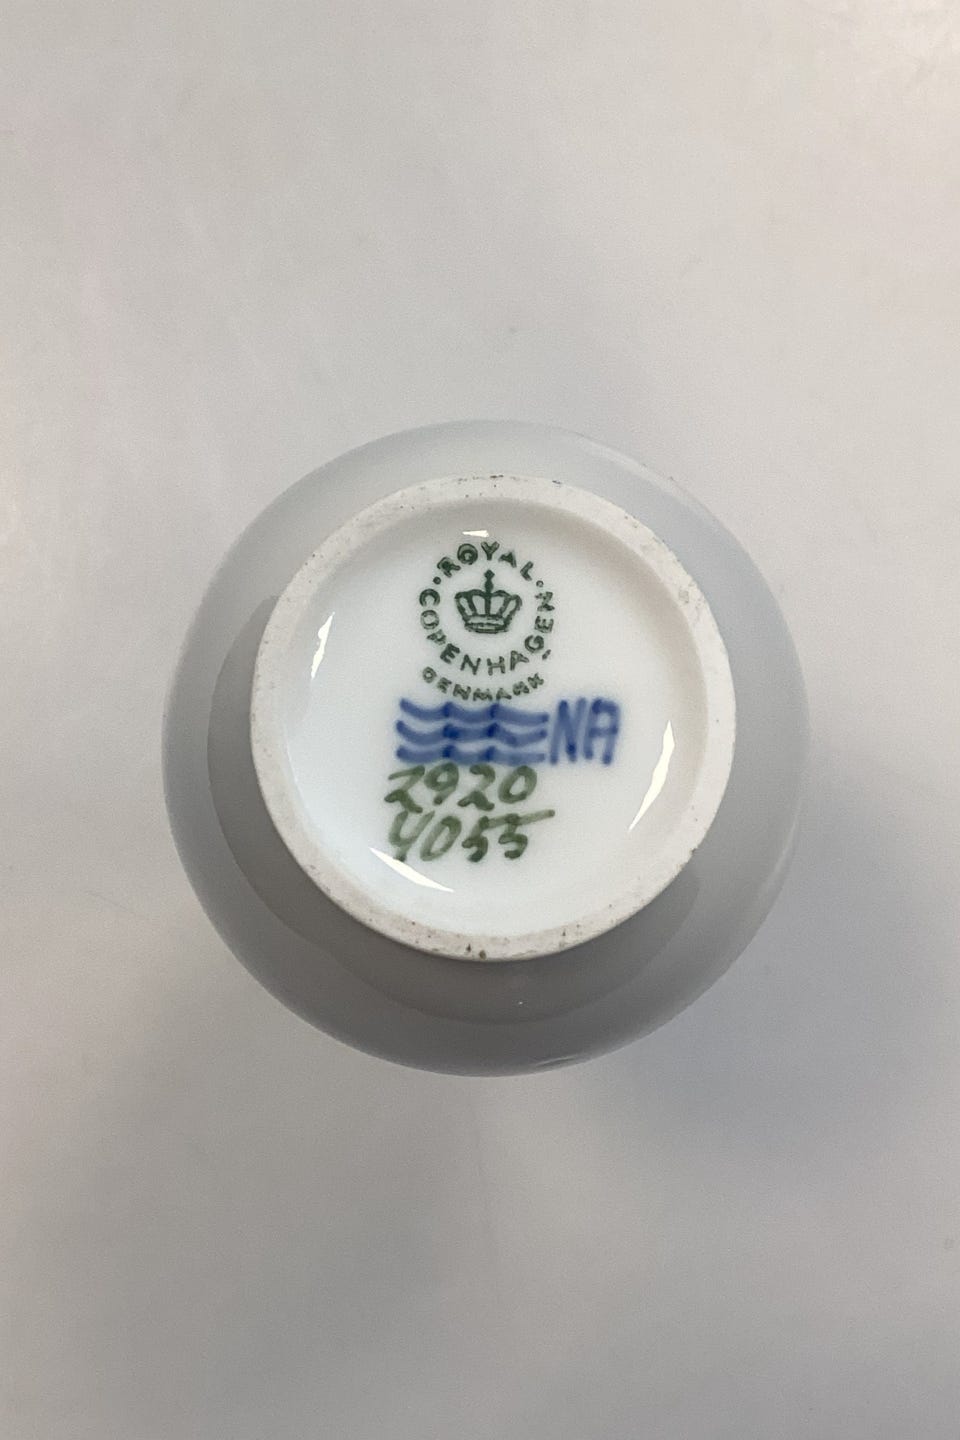 ROYAL
COPENHAGEN
DENMARK
NA
2920
4055